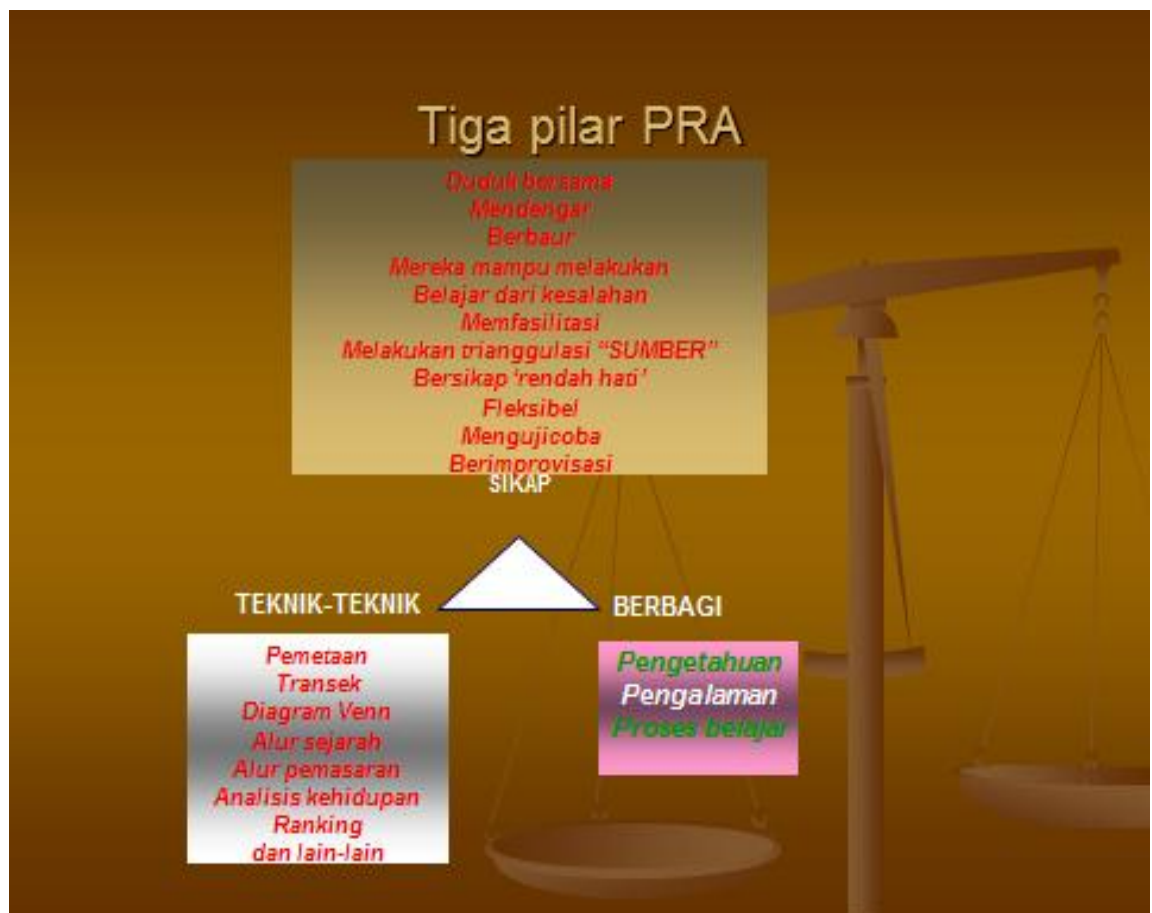 Tiga pilar PRA
Duduk bersama
Mendengar
Berbaur
Mereka mampu melakukan
Belajar dari kesalahan
Memfasilitasi
Melakukan trianggulasi “SUMBER”
Bersikap ‘rendah hati’
Fleksibel
Mengujicoba
Berimprovisasi
SIKAP
TEKNIK-TEKNIK
Pemetaan
Transek
Diagram Venn
Alur sejarah
Alur pemasaran
Analisis kehidupan
Ranking
dan lain-lain
BERBAGI
Pengetahuan
Pengalaman
Proses belajar